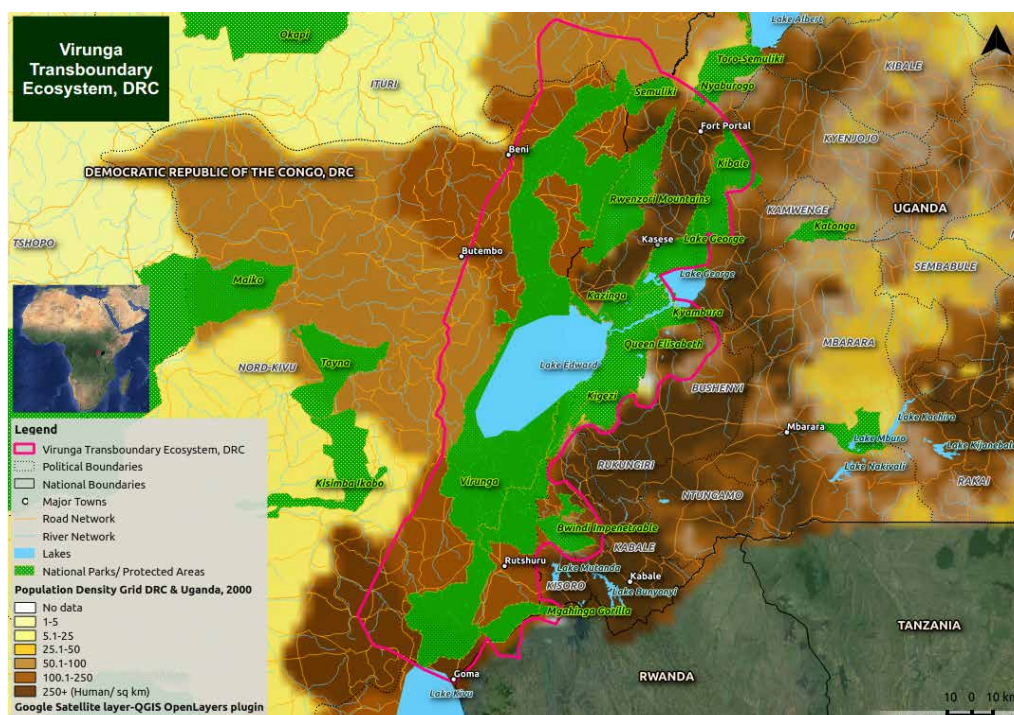 Virunga
Transboundary
Ecosystem, DRC
Okapi
Lake Albert
ITURI
Toro-Semuliki
KIBALE
Semuliki
Nyaburogo
Fort Portal
KYENJOJO
Beni
Kibale
DEMOCRATIC REPUBLIC OF THE CONGO, DRC
Rwenzori Mountains
KAMWENGE
UGANDA
Katonga
TSHOPO
Kasese
Lake George
Butembo
SEMBABULE
Maiko
Lake George
Kazinga
Kyambura
MBARARA
Queen Elisabeth
Tayna
NORD-KIVU
Lake Edward
BUSHENYI
Kigezi
Lake Kachira
Mbarara
Lake Mburo
Lake Kijanebalola
RUKUNGIRI
Lake Nakivali
RAKAI
Kisimba Ikobo
Virunga
NTUNGAMO
Bwindi Impenetrable
KABALE
Rutshuru
Lake Mutanda
KISORO
Kabale
Lake Bunyonyi
Mgahinga Gorilla
TANZANIA
Goma
RWANDA
Lake Kivu
Legend
Virunga Transboundary Ecosystem, DRC
Political Boundaries
National Boundaries
Major Towns
Road Network
River Network
Lakes
National Parks/ Protected Areas
Population Density Grid DRC & Uganda, 2000
No data
1-5
5.1-25
25.1-50
50.1-100
100.1-250
250+ (Human/ sq km)
Google Satellite layer-QGIS OpenLayers plugin
10 0 10 km